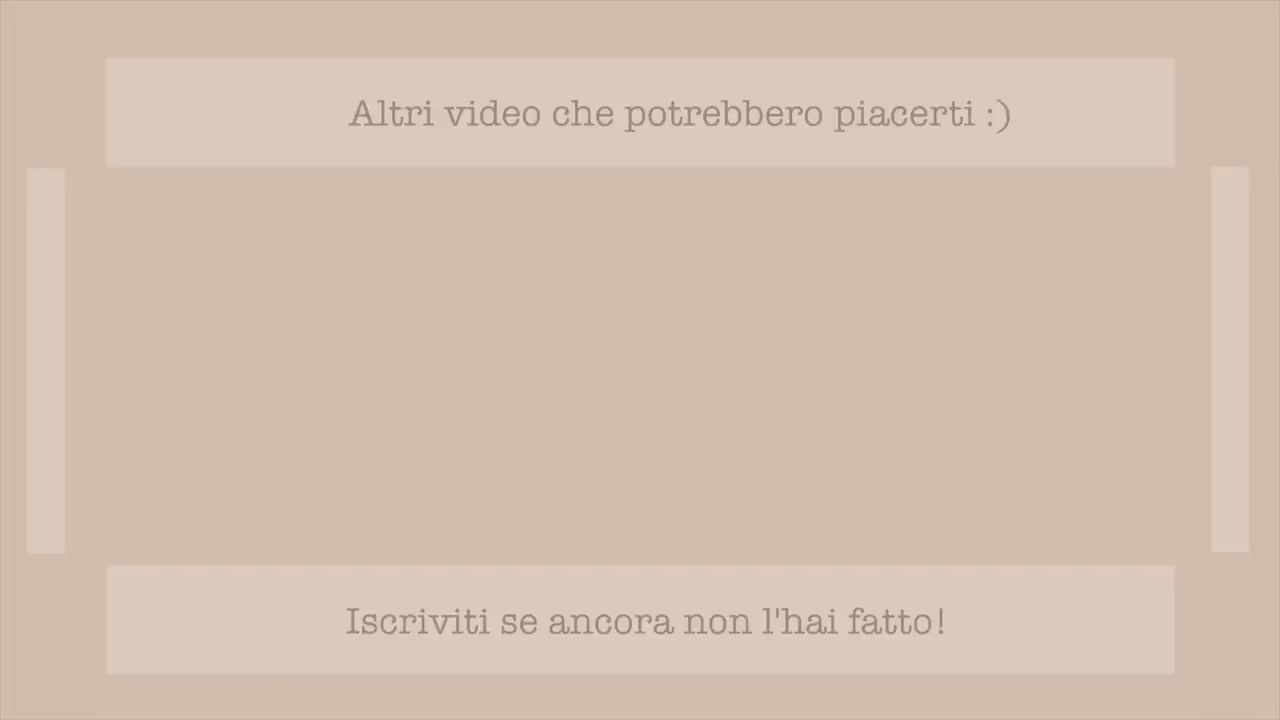 Altri video che potrebbero piacerti :)
Iscriviti se ancora non l'hai fatto!